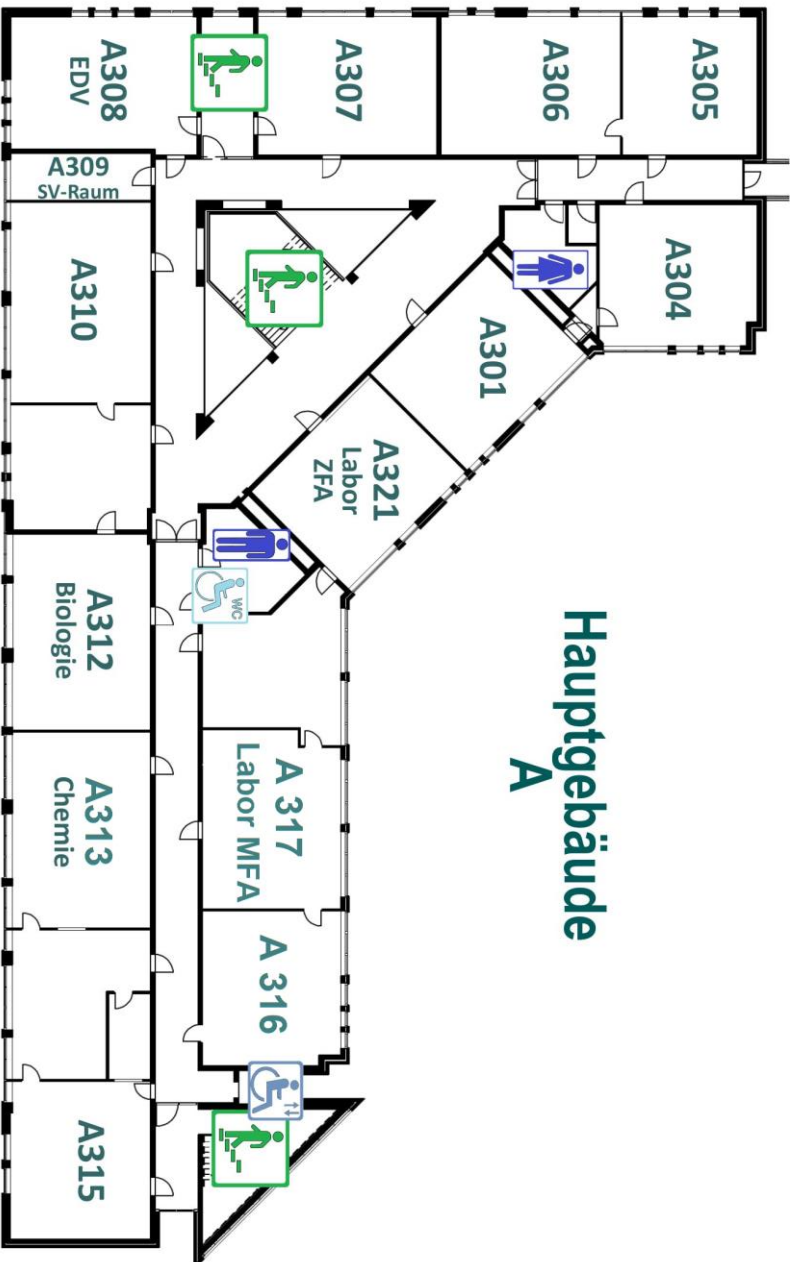 A308
EDV
A307
A306
A305
A309
SV-Raum
A310
A304
A301
A321
Labor
ZFA
WC
A312
Biologie
Hauptgebäude
A
A313
Chemie
A 317
Labor MFA
A 316
A315